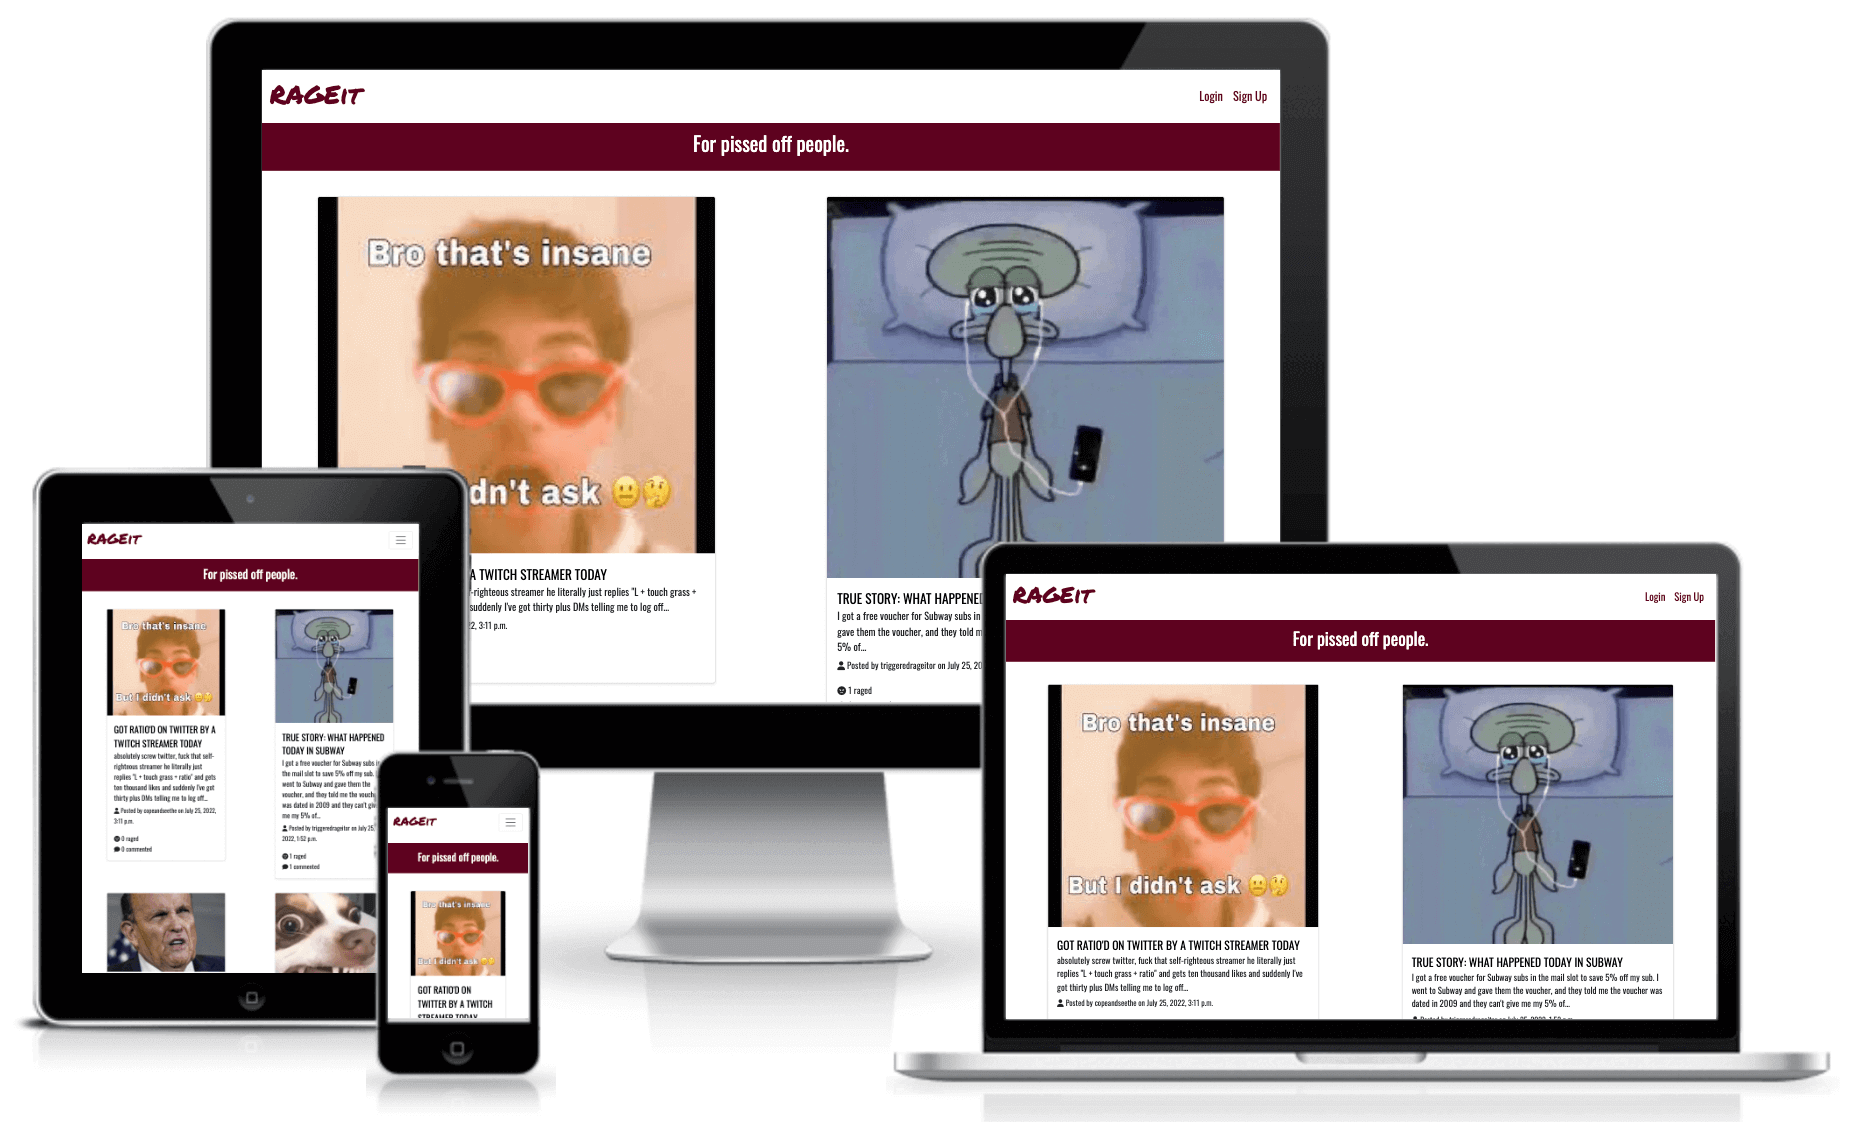 RAGEIT
Login Sign Up
For pissed off people.
Bro that's insane
dn't ask 😐🤔
A TWITCH STREAMER TODAY
-righteous streamer he literally just replies "L + touch grass +
suddenly I've got thirty plus DMs telling me to log off...
22, 3:11 p.m.
TRUE STORY: WHAT HAPPENED
I got a free voucher for Subway subs in
gave them the voucher, and they told m
5% of...
Posted by triggeredrageitor on July 25, 20
1 raged
RAGEIT
For pissed off people.
Bro that's insane
But I didn't ask 😐🤔
GOT RATIO'D ON TWITTER BY A
TWITCH STREAMER TODAY
absolutely screw twitter, fuck that self-
righteous streamer he literally just
replies "L + touch grass + ratio" and gets
ten thousand likes and suddenly I've got
thirty plus DMs telling me to log off...
Posted by copeandseethe on July 25, 2022,
3:11 p.m.
0 raged
0 commented
TRUE STORY: WHAT HAPPENED
TODAY IN SUBWAY
I got a free voucher for Subway subs in
the mail slot to save 5% off my sub. I
went to Subway and gave them the
voucher, and they told me the vouche
was dated in 2009 and they can't giv
me my 5% of...
Posted by triggeredrageitor on July 25,
2022, 1:52 p.m.
1 raged
1 commented
RAGEIT
For pissed off people.
Bro that's insane
But I didn't ask 😐🤔
GOT RATIO'D ON
TWITTER BY A TWITCH
STREAMER TODAY
RAGEIT
Login Sign Up
For pissed off people.
Bro that's insane
But I didn't ask 😐🤔
GOT RATIO'D ON TWITTER BY A TWITCH STREAMER TODAY
absolutely screw twitter, fuck that self-righteous streamer he literally just
replies "L + touch grass + ratio" and gets ten thousand likes and suddenly I've
got thirty plus DMs telling me to log off...
Posted by copeandseethe on July 25, 2022, 3:11 p.m.
TRUE STORY: WHAT HAPPENED TODAY IN SUBWAY
I got a free voucher for Subway subs in the mail slot to save 5% off my sub. I
went to Subway and gave them the voucher, and they told me the voucher was
dated in 2009 and they can't give me my 5% of...
Posted by triggeredrageitor on July 25, 2022, 1:52 p.m.